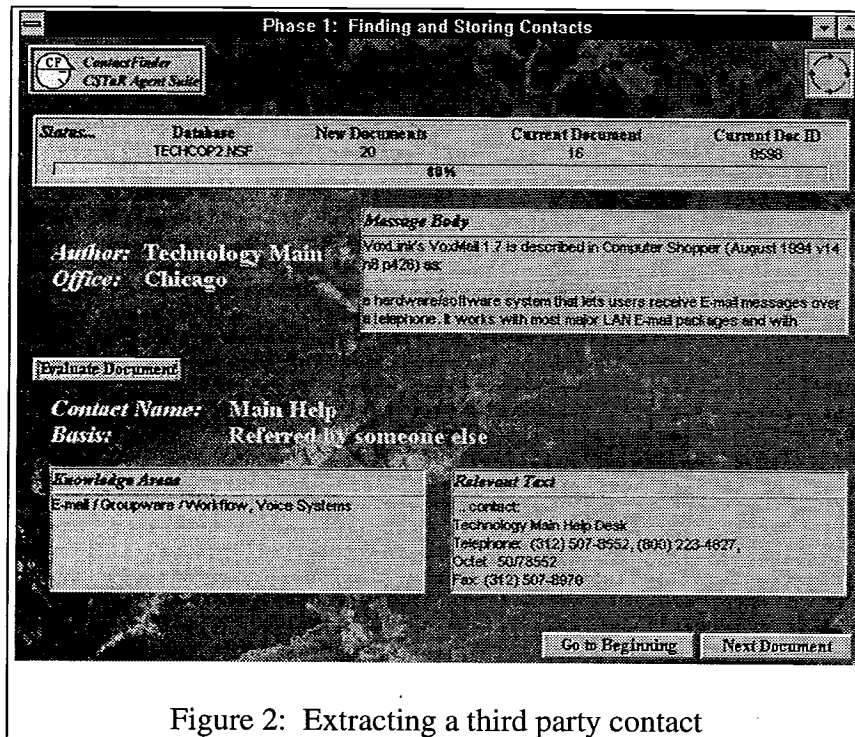 Phase 1: Finding and Storing Contacts
CF
ContactFinder
CSTaR Agent Suite
Status... Database New Documents Current Document Current Doc ID
TECHCOP2.NSF 20 16 8598
80%
Message Body
VoxLink's VoxMail 1.7 is described in Computer Shopper (August 1994 v14
n8 p426) as:
a hardware/software system that lets users receive E-mail messages over
a telephone. It works with most major LAN E-mail packages and with
Author: Technology Main
Office: Chicago
Evaluate Document
Contact Name: Main Help
Basis: Referred by someone else
Knowledge Areas
E-mail / Groupware / Workflow, Voice Systems
Relevant Text
... contact:
Technology Main Help Desk
Telephone: (312) 507-8552, (800) 223-4827,
Octel: 50/78552
Fax: (312) 507-8970
Go to Beginning Next Document
Figure 2: Extracting a third party contact